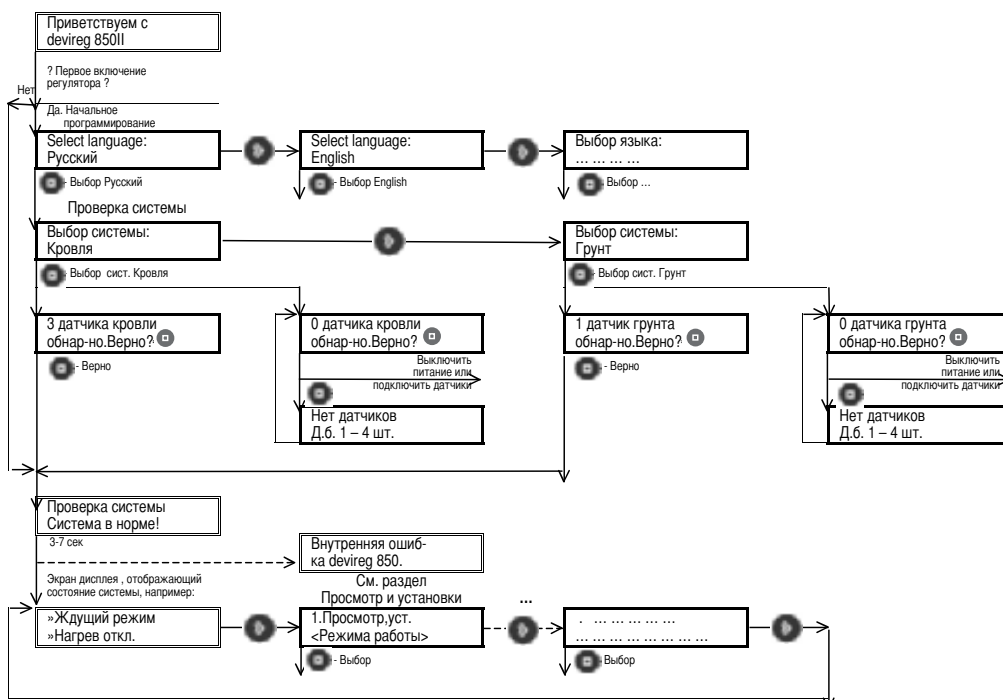 Приветствуем с
devireg 850II
? Первое включение
регулятора ?
Нет
Да. Начальное
программирование
Select language:
Русский
Select language:
English
Выбор языка:
... ... ... ...
- Выбор Русский
- Выбор English
- Выбор ...
Проверка системы
Выбор системы:
Кровля
Выбор системы:
Грунт
- Выбор сист. Кровля
- Выбор сист. Грунт
3 датчика кровли
обнар-но.Верно?
0 датчика кровли
обнар-но.Верно?
1 датчик грунта
обнар-но.Верно?
0 датчика грунта
обнар-но.Верно?
- Верно
Выключить
питание или
подключить датчики
- Верно
Выключить
питание или
подключить датчики
Нет датчиков
Д.б. 1 – 4 шт.
Нет датчиков
Д.б. 1 – 4 шт.
Проверка системы
Система в норме!
3-7 сек
Внутренняя ошиб-
ка devireg 850.
Экран дисплея , отображающий
состояние системы, например:
См. раздел
Просмотр и установки
...
»Ждущий режим
»Нагрев откл.
1.Просмотр,уст.
<Режима работы>
. ... ... ... ... ...
... ... ... ... ... ... ... ...
- Выбор
- Выбор